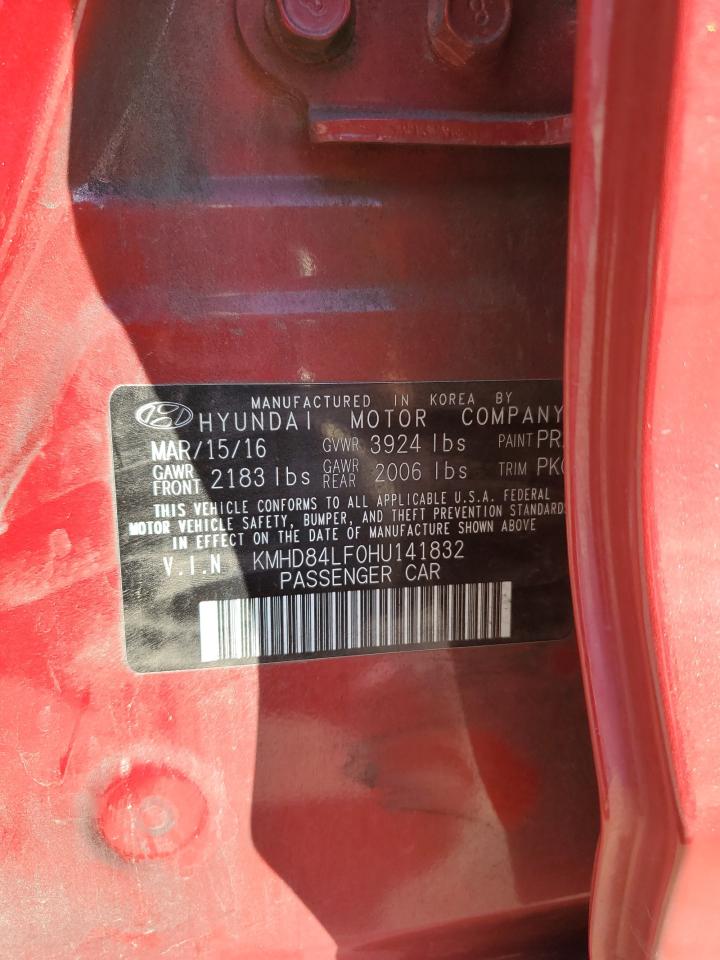 MANUFACTURED IN KOREA BY
HYUNDAI MOTOR COMPANY
MAR/15/16 GVWR 3924 lbs PAINT PR
GAWR FRONT 2183 lbs GAWR REAR 2006 lbs TRIM PK
THIS VEHICLE CONFORMS TO ALL APPLICABLE U.S.A. FEDERAL
MOTOR VEHICLE SAFETY, BUMPER, AND THEFT PREVENTION STANDARDS
IN EFFECT ON THE DATE OF MANUFACTURE SHOWN ABOVE
V.I.N KMHD84LF0HU141832
PASSENGER CAR